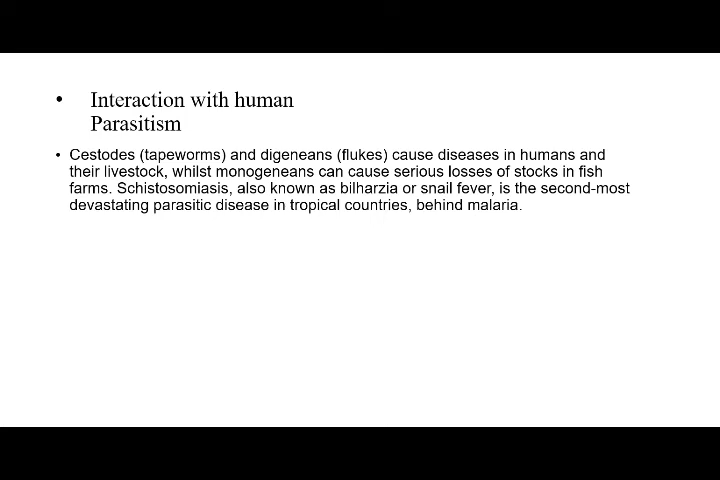 • Interaction with human
Parasitism
• Cestodes (tapeworms) and digeneans (flukes) cause diseases in humans and
their livestock, whilst monogeneans can cause serious losses of stocks in fish
farms. Schistosomiasis, also known as bilharzia or snail fever, is the second-most
devastating parasitic disease in tropical countries, behind malaria.